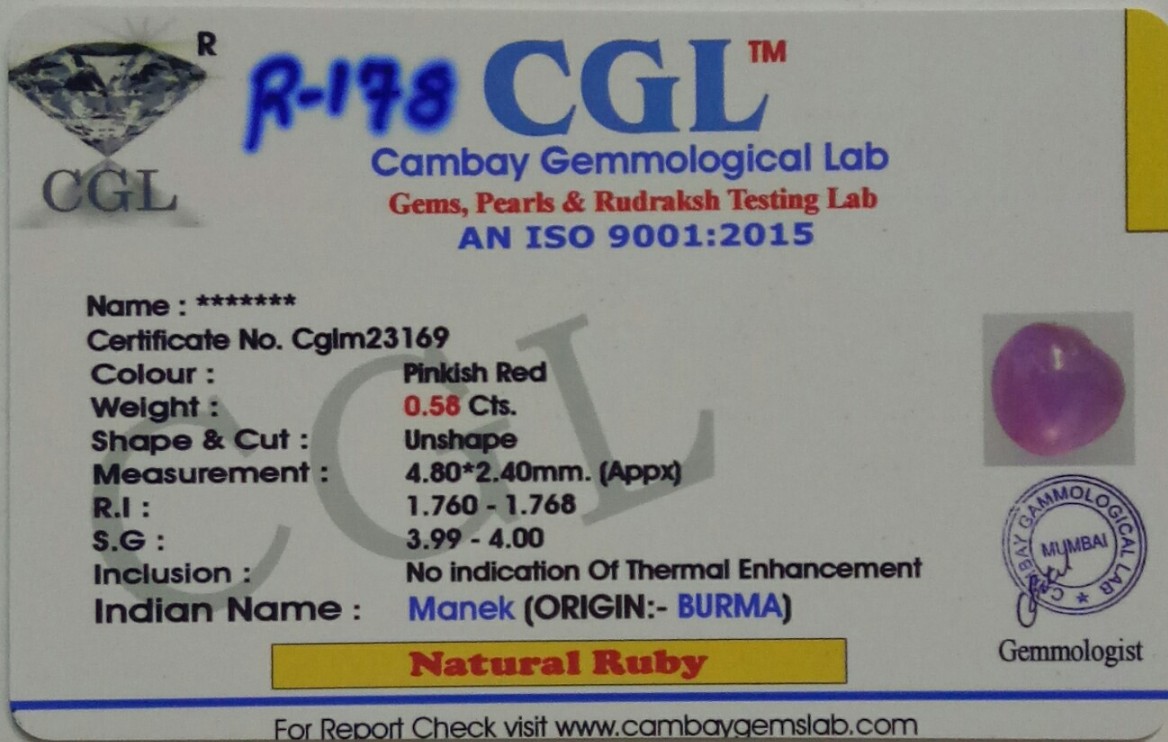 R
R-178
CGL™
CGL
Cambay Gemmological Lab
Gems, Pearls & Rudraksh Testing Lab
AN ISO 9001:2015
Name : *******
Certificate No. Cglm23169
Colour : Pinkish Red
Weight : 0.58 Cts.
Shape & Cut : Unshape
Measurement : 4.80*2.40mm. (Appx)
R.I : 1.760 - 1.768
S.G : 3.99 - 4.00
Inclusion : No indication Of Thermal Enhancement
Indian Name : Manek (ORIGIN:- BURMA)
CGL
CAMBAY GAMMOLOGICAL LAB
MUMBAI
Gemmologist
Natural Ruby
For Report Check visit www.cambaygemslab.com